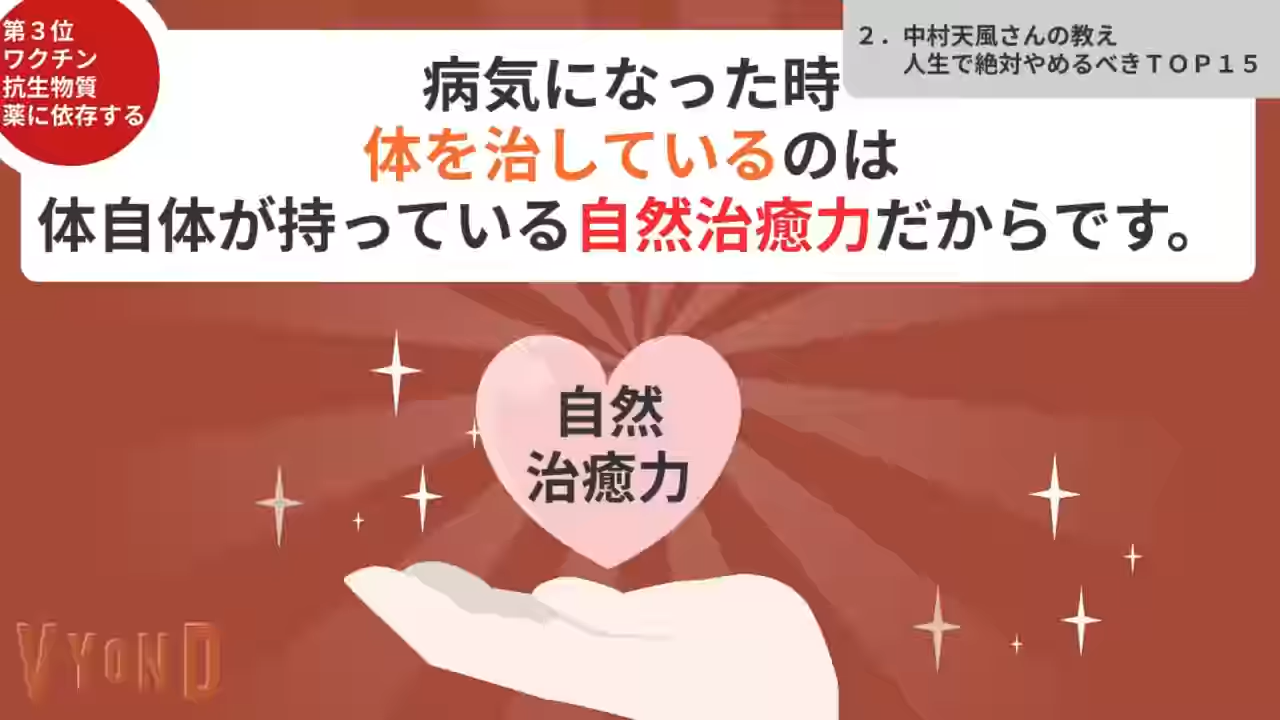 第３位
ワクチン
抗生物質
薬に依存する
２．中村天風さんの教え
人生で絶対やめるべきＴＯＰ１５
病気になった時
体を治しているのは
体自体が持っている自然治癒力だからです。
自然
治癒力
VYOND